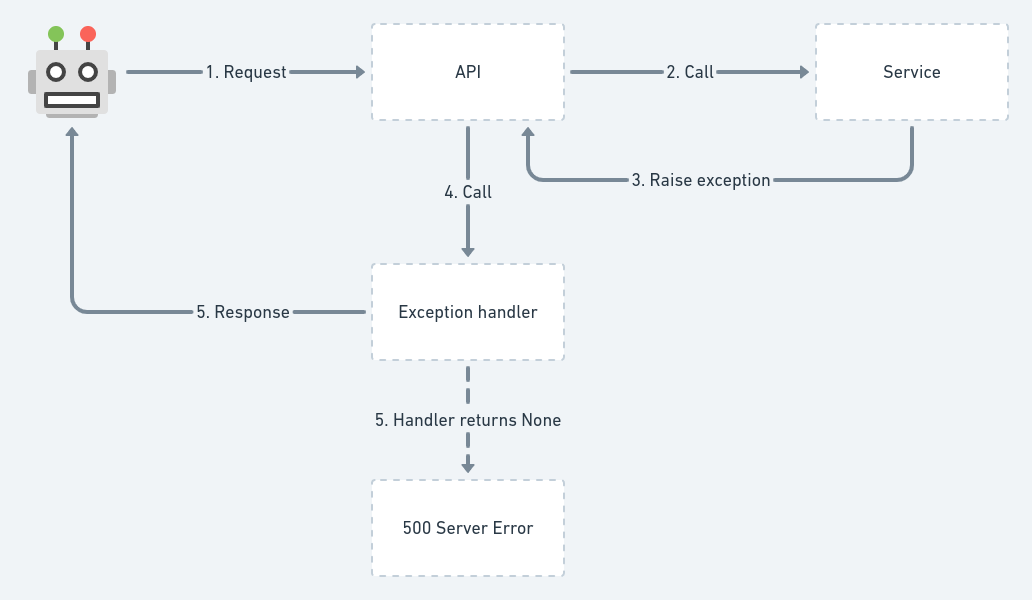 1. Request
API
2. Call
Service
3. Raise exception
4. Call
Exception handler
5. Response
5. Handler returns None
500 Server Error